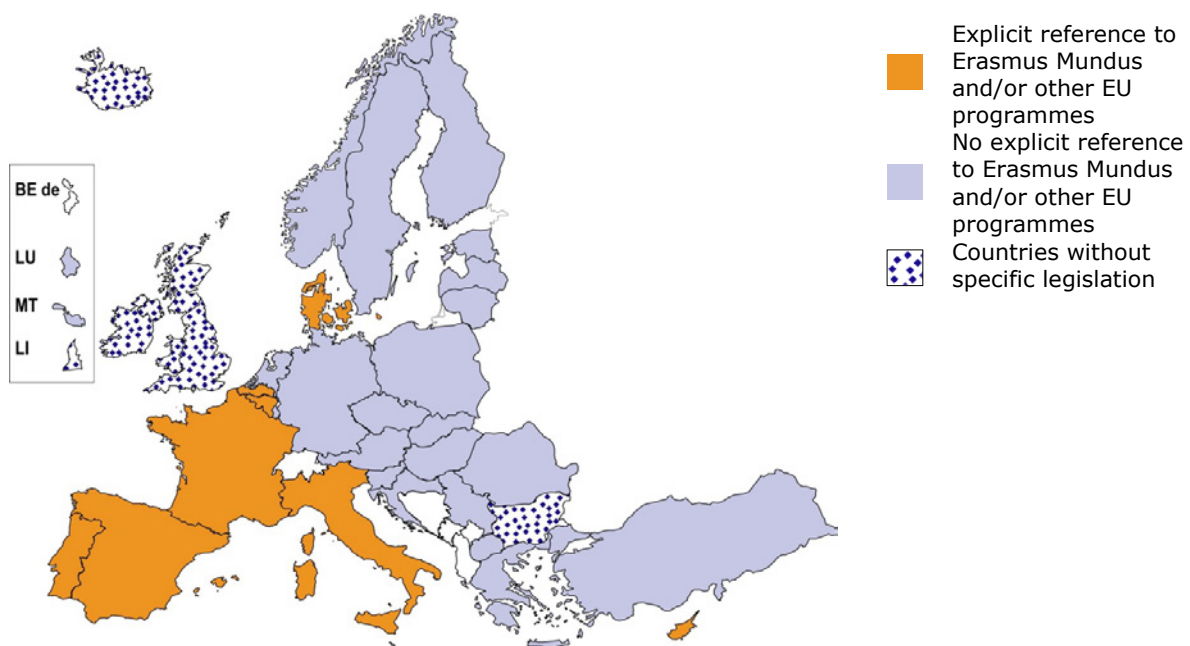 BE de
LU
MT
LI
Explicit reference to
Erasmus Mundus
and/or other EU
programmes
No explicit reference
to Erasmus Mundus
and/or other EU
programmes
Countries without
specific legislation